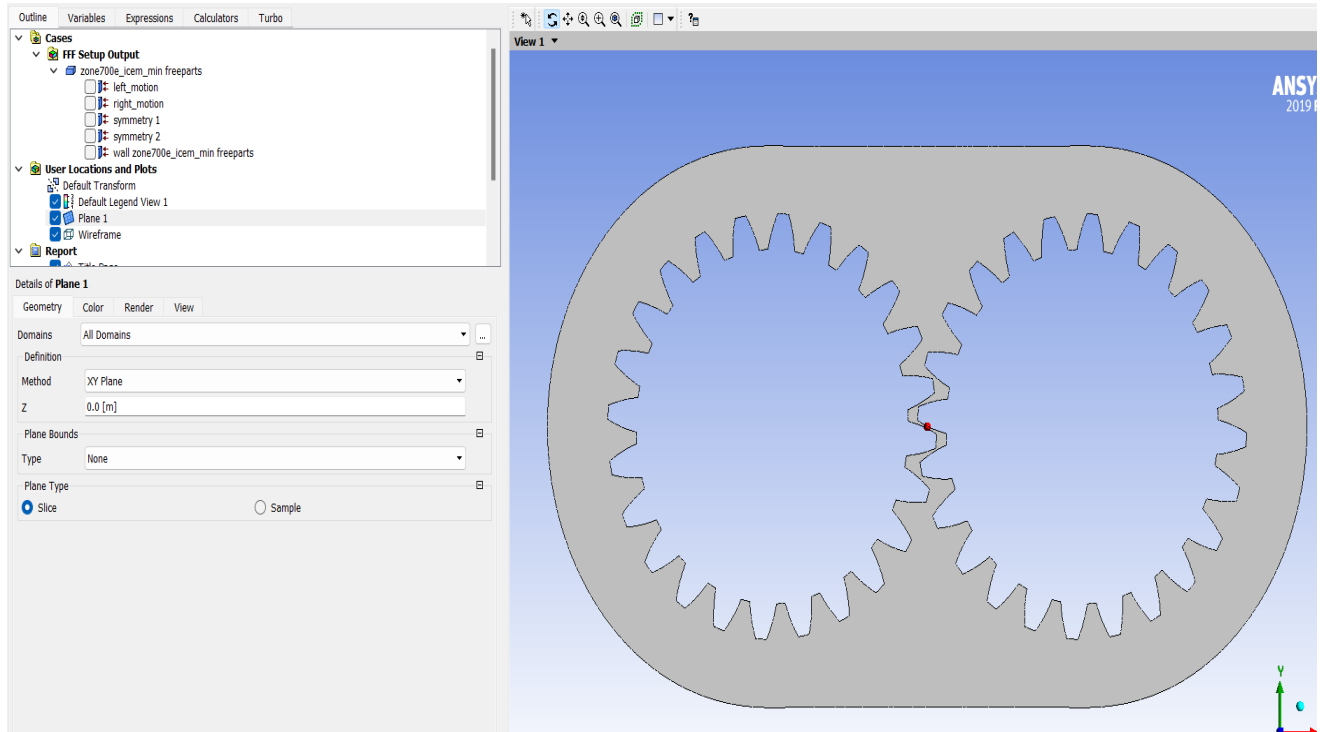 Outline Variables Expressions Calculators Turbo
Cases
FFF Setup Output
zone700e_icem_min freeparts
left_motion
right_motion
symmetry 1
symmetry 2
wall zone700e_icem_min freeparts
User Locations and Plots
Default Transform
Default Legend View 1
Plane 1
Wireframe
Report
Details of Plane 1
Geometry Color Render View
Domains All Domains ...
Definition
Method XY Plane
Z 0.0 [m]
Plane Bounds
Type None
Plane Type
Slice Sample
View 1
ANSY
2019
Y